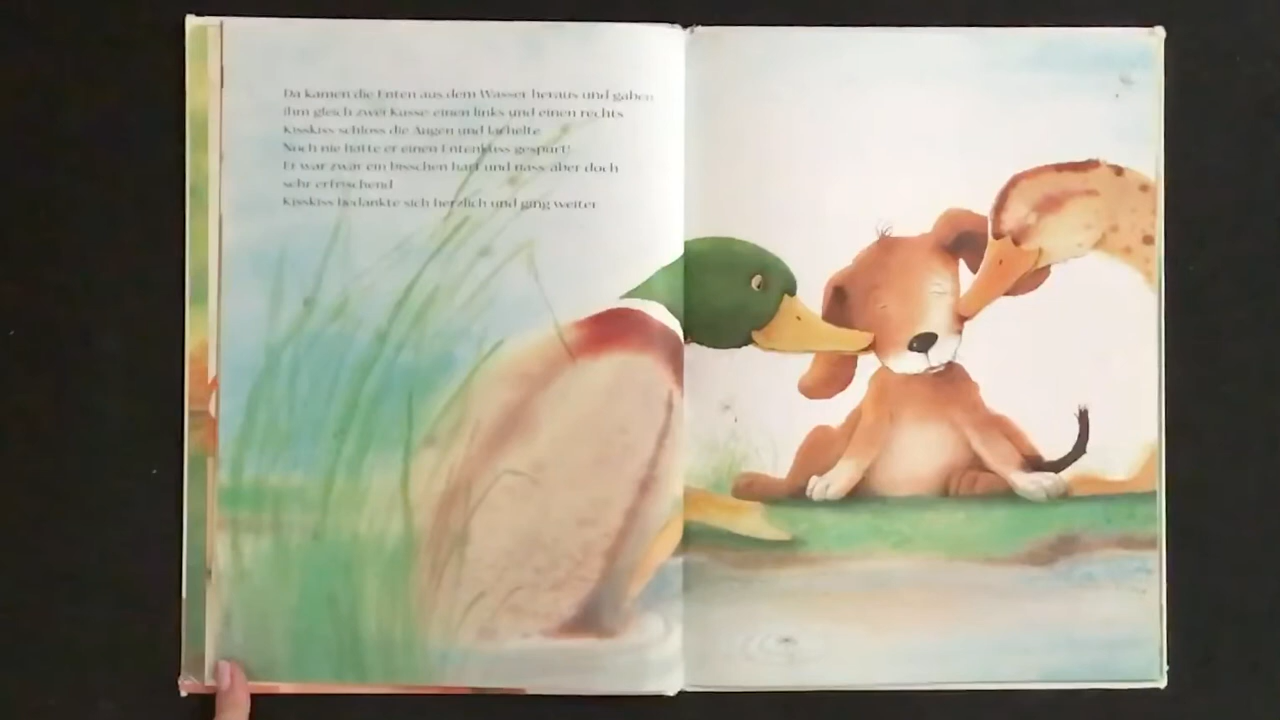 Da kamen die Enten aus dem Wasser heraus und gaben
ihm gleich zwei Küsse: einen links und einen rechts.
Kisskiss schloss die Augen und lächelte.
Noch nie hatte er einen Entenkuss gespürt!
Er war zwar ein bisschen hart und nass, aber doch
sehr erfrischend.
Kisskiss bedankte sich herzlich und ging weiter.